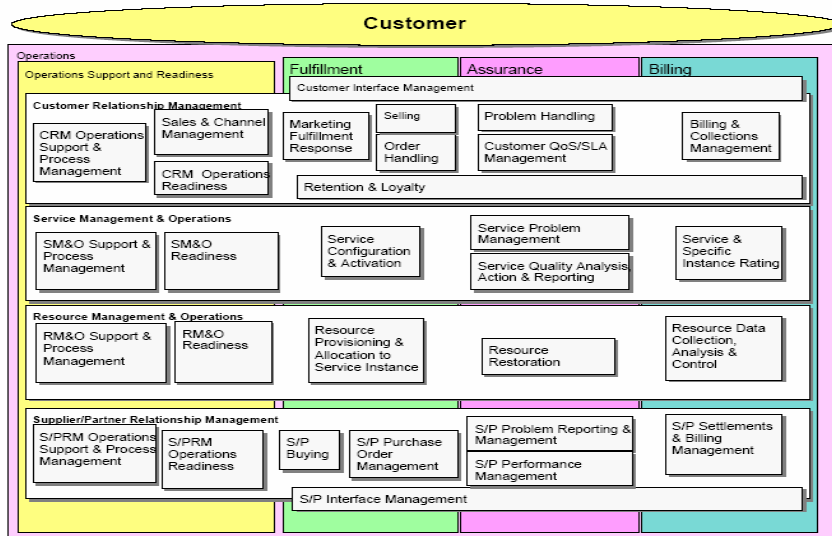 Customer
Operations
Operations Support and Readiness
Fulfillment
Assurance
Billing
Customer Interface Management
Customer Relationship Management
CRM Operations
Support &
Process
Management
Sales & Channel
Management
CRM Operations
Readiness
Marketing
Fulfillment
Response
Selling
Order
Handling
Problem Handling
Customer QoS/SLA
Management
Billing &
Collections
Management
Retention & Loyalty
Service Management & Operations
SM&O Support &
Process
Management
SM&O
Readiness
Service
Configuration
& Activation
Service Problem
Management
Service Quality Analysis,
Action & Reporting
Service &
Specific
Instance Rating
Resource Management & Operations
RM&O Support &
Process
Management
RM&O
Readiness
Resource
Provisioning &
Allocation to
Service Instance
Resource
Restoration
Resource Data
Collection,
Analysis &
Control
Supplier/Partner Relationship Management
S/PRM Operations
Support & Process
Management
S/PRM
Operations
Readiness
S/P
Buying
S/P Purchase
Order
Management
S/P Problem Reporting &
Management
S/P Performance
Management
S/P Settlements
& Billing
Management
S/P Interface Management